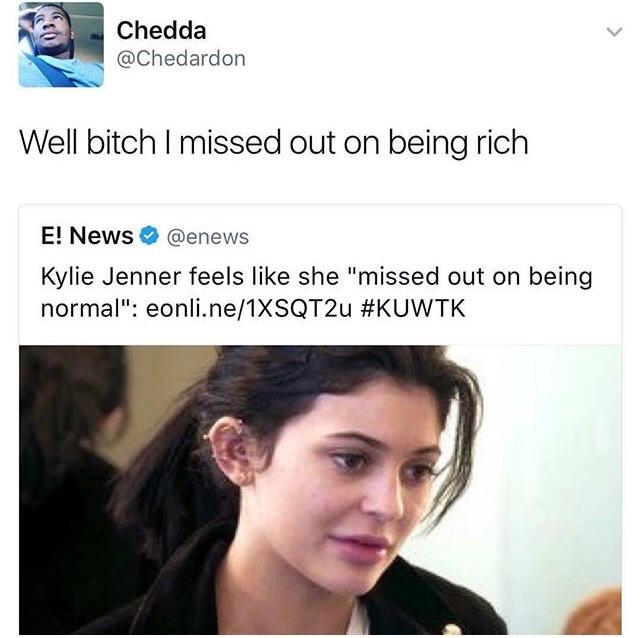 Chedda
@Chedardon
Well bitch I missed out on being rich
E! News @enews
Kylie Jenner feels like she "missed out on being
normal": eonli.ne/1XSQT2u #KUWTK